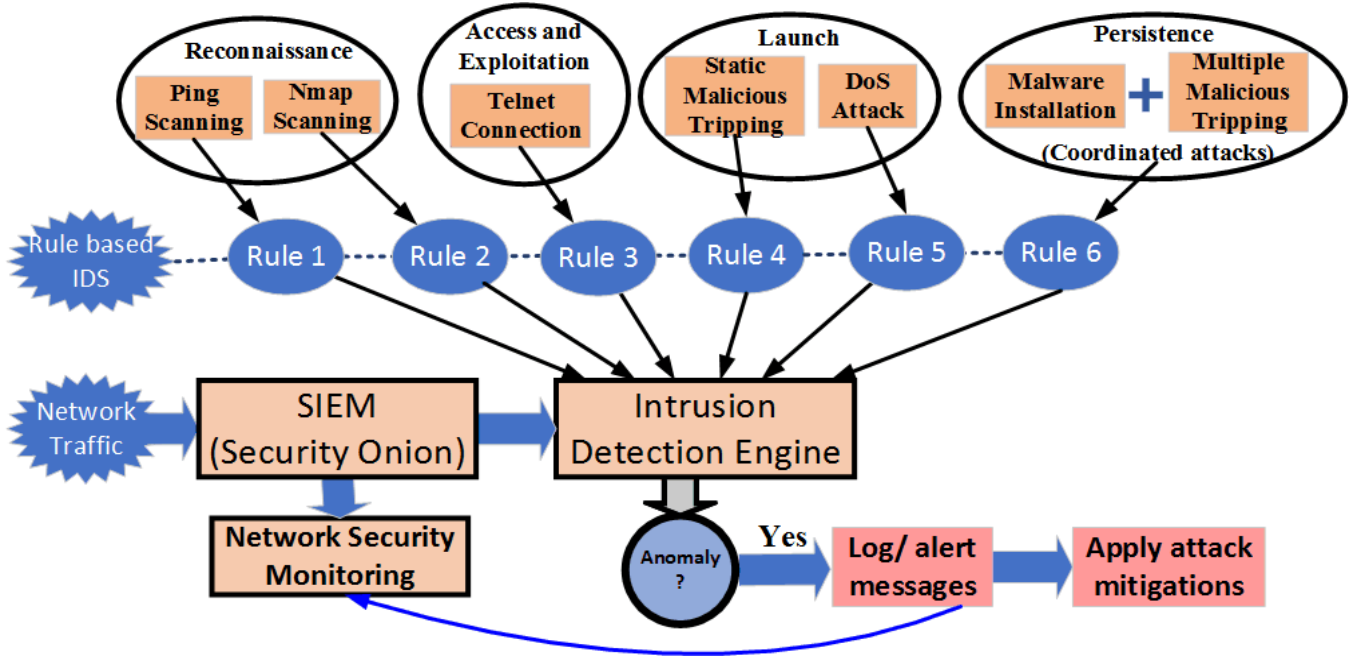 Reconnaissance
Ping
Scanning
Nmap
Scanning
Access and
Exploitation
Telnet
Connection
Launch
Static
Malicious
Tripping
DoS
Attack
Persistence
Malware
Installation
+
Multiple
Malicious
Tripping
(Coordinated attacks)
Rule based
IDS
Rule 1
Rule 2
Rule 3
Rule 4
Rule 5
Rule 6
Network
Traffic
SIEM
(Security Onion)
Intrusion
Detection Engine
Network Security
Monitoring
Anomaly
?
Yes
Log/ alert
messages
Apply attack
mitigations